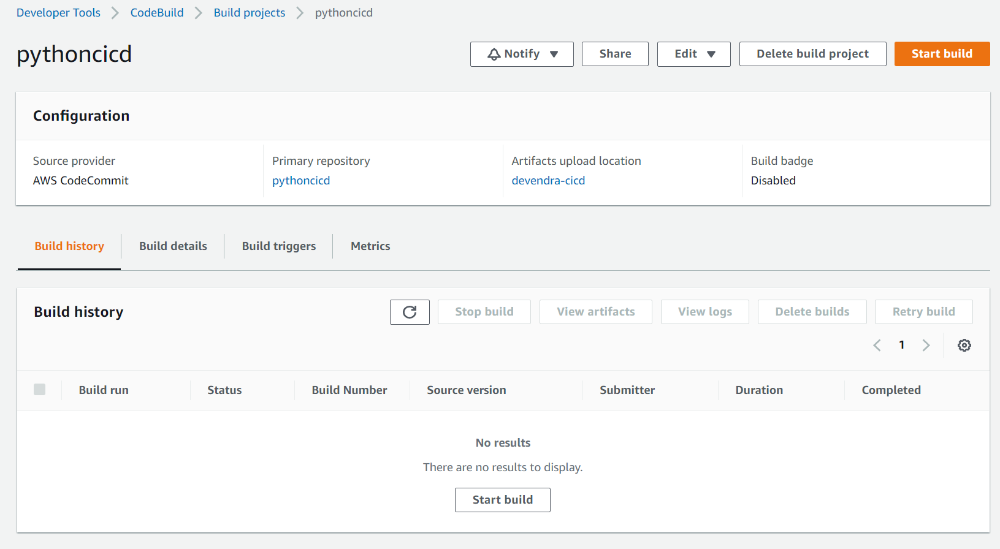 Developer Tools CodeBuild Build projects pythoncicd
pythoncicd
Notify Share Edit Delete build project Start build
Configuration
Source provider Primary repository Artifacts upload location Build badge
AWS CodeCommit pythoncicd devendra-cicd Disabled
Build history Build details Build triggers Metrics
Build history Stop build View artifacts View logs Delete builds Retry build
1
Build run Status Build Number Source version Submitter Duration Completed
No results
There are no results to display.
Start build